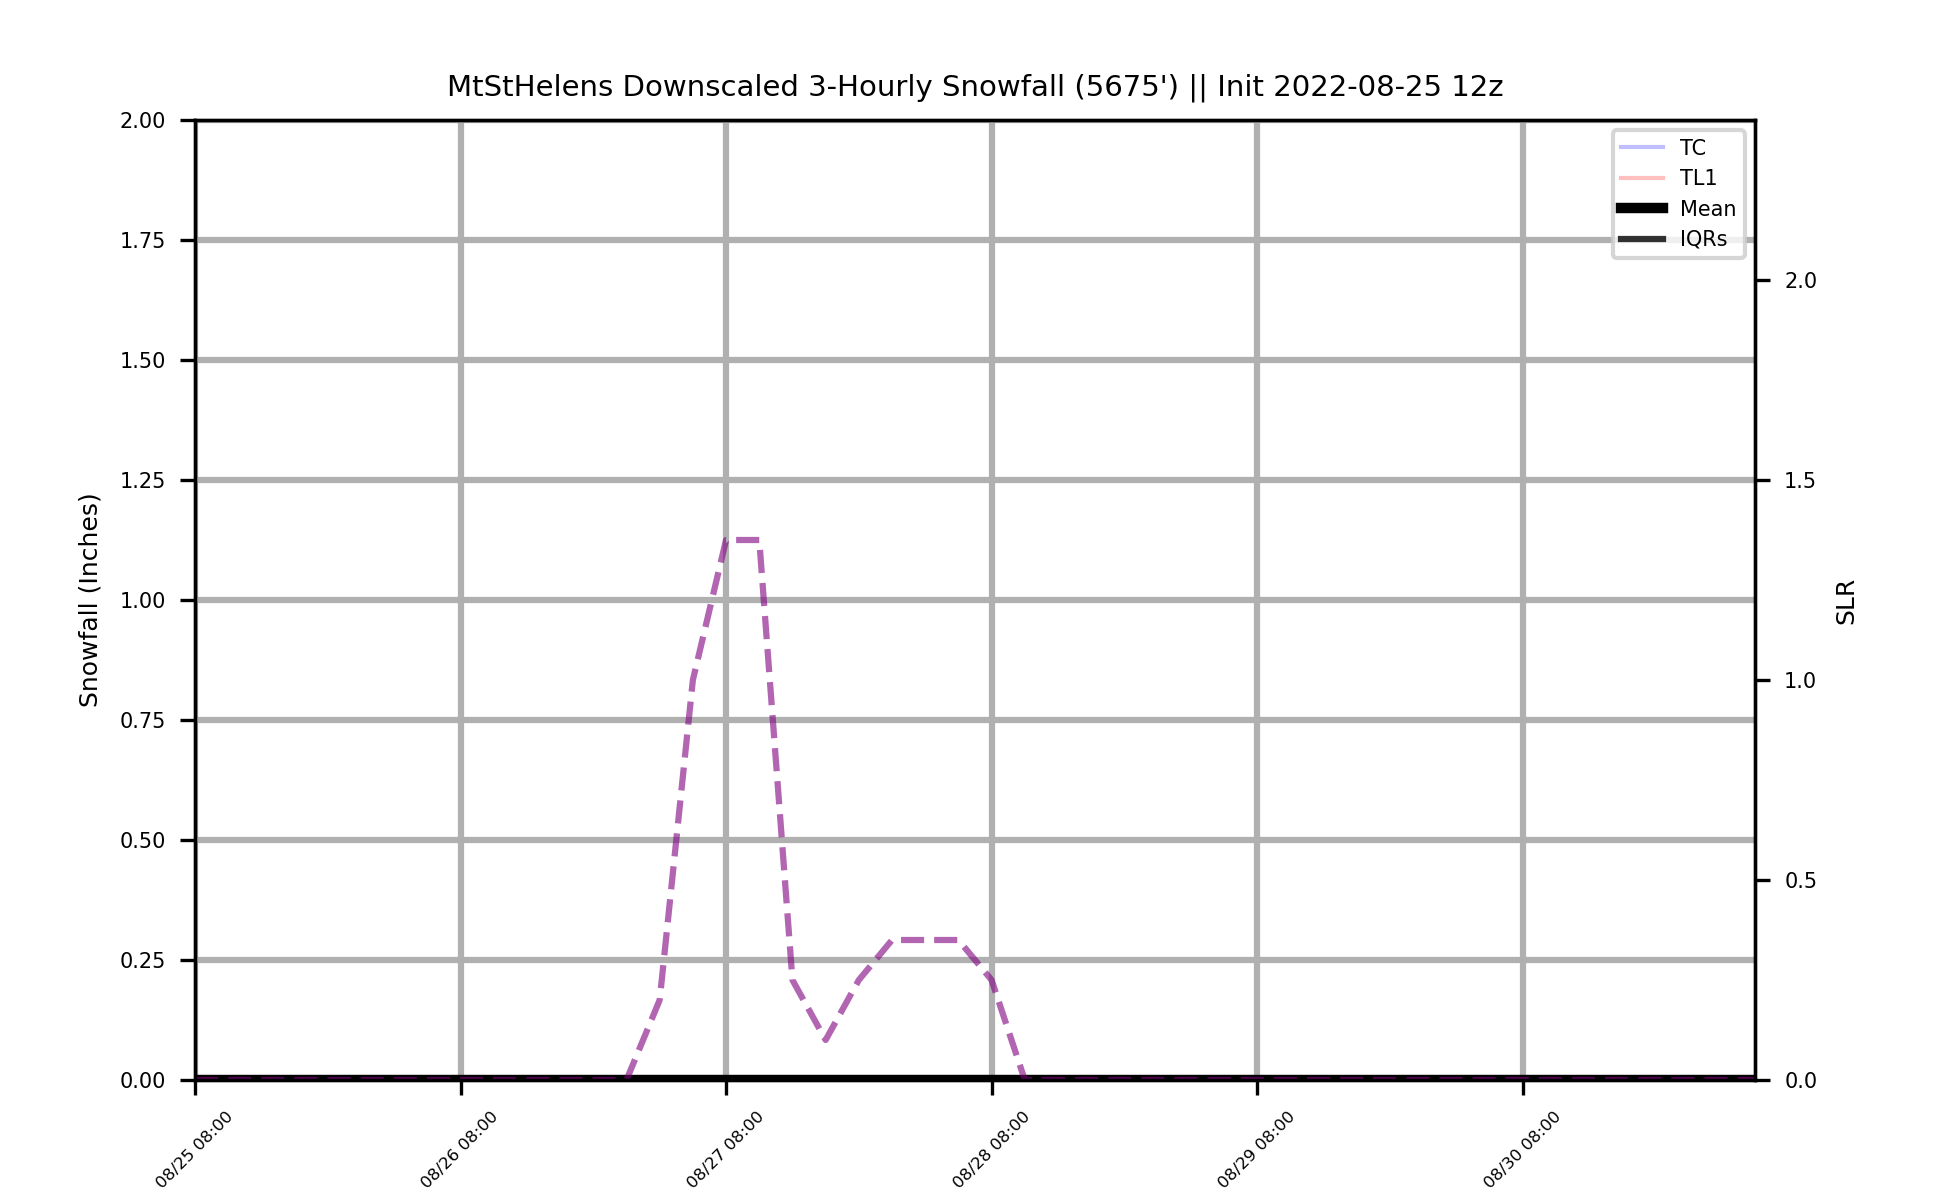 MtStHelens Downscaled 3-Hourly Snowfall (5675') || Init 2022-08-25 12z
2.00
1.75
1.50
1.25
1.00
0.75
0.50
0.25
0.00
Snowfall (Inches)
TC
TL1
Mean
IQRs
2.0
1.5
1.0
0.5
0.0
SLR
08/25 08:00
08/26 08:00
08/27 08:00
08/28 08:00
08/29 08:00
08/30 08:00